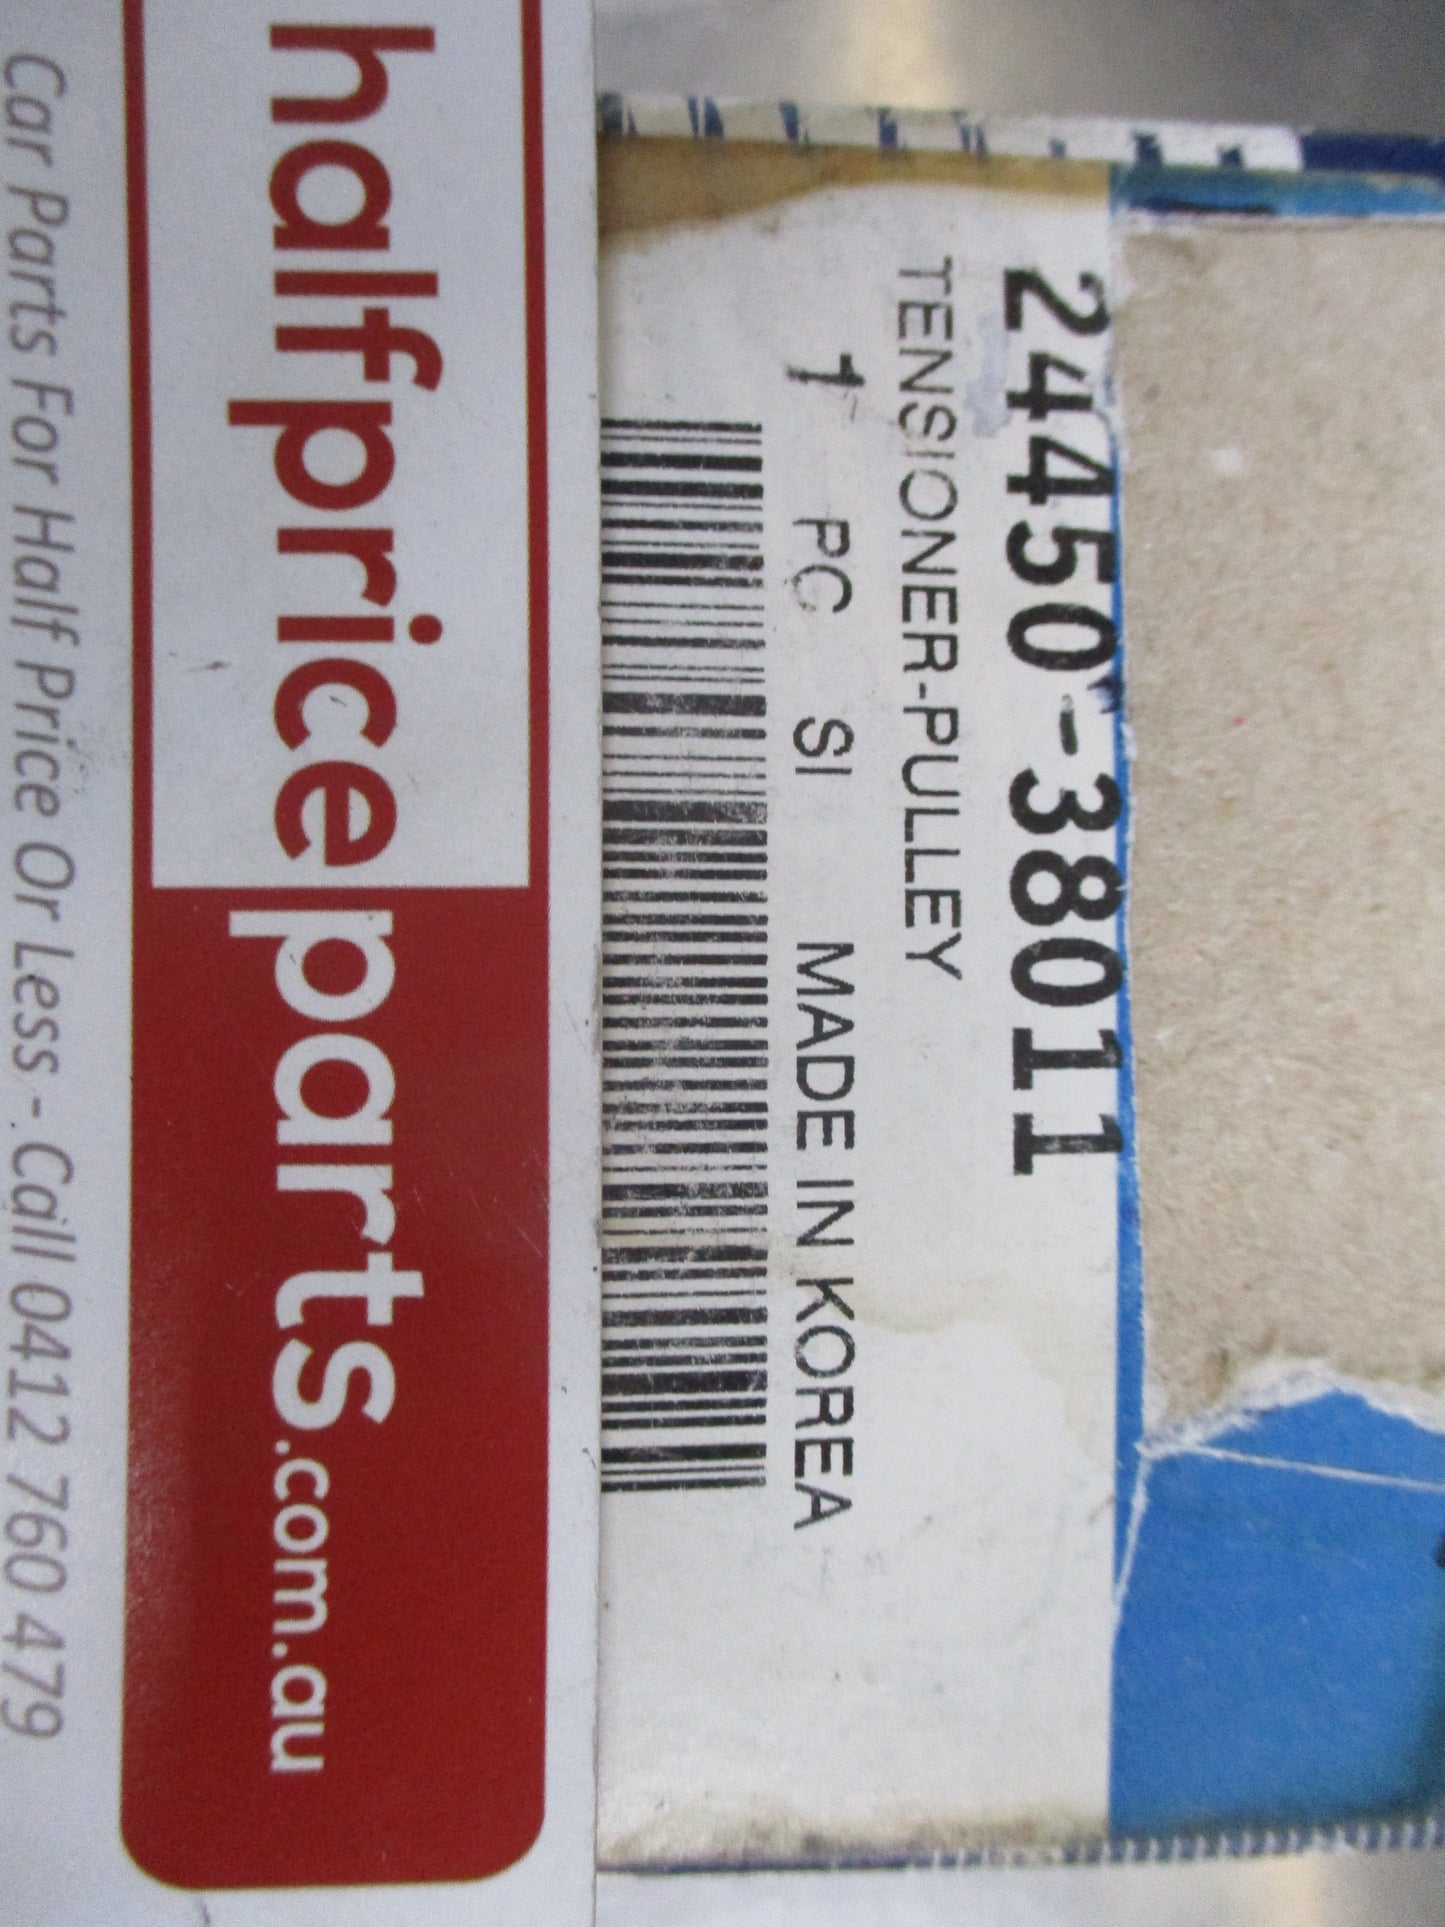 24450-38011
TENSIONER-PULLEY
1 PC SI MADE IN KOREA
halfpriceparts.com.au
Car Parts For Half Price Or Less - Call 0412 760 479